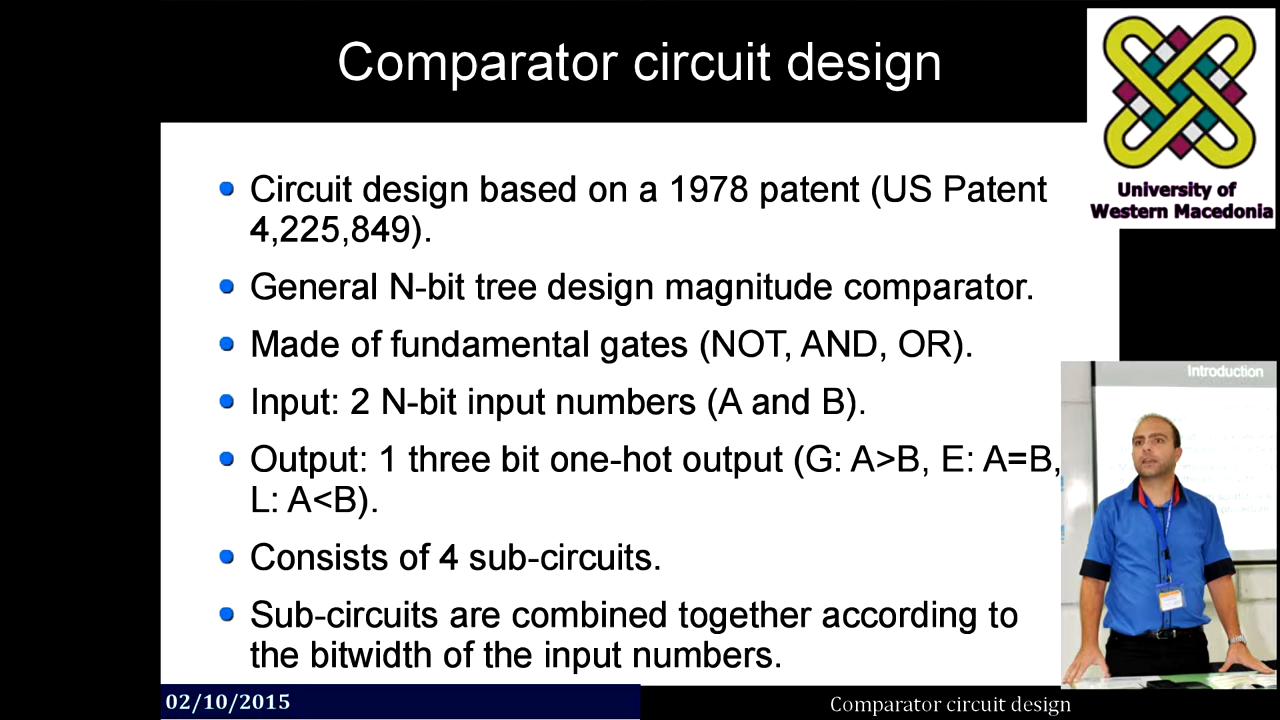 Comparator circuit design
University of
Western Macedonia
Circuit design based on a 1978 patent (US Patent
4,225,849).
General N-bit tree design magnitude comparator.
Made of fundamental gates (NOT, AND, OR).
Input: 2 N-bit input numbers (A and B).
Output: 1 three bit one-hot output (G: A>B, E: A=B,
L: A<B).
Consists of 4 sub-circuits.
Sub-circuits are combined together according to
the bitwidth of the input numbers.
Introduction
02/10/2015
Comparator circuit design